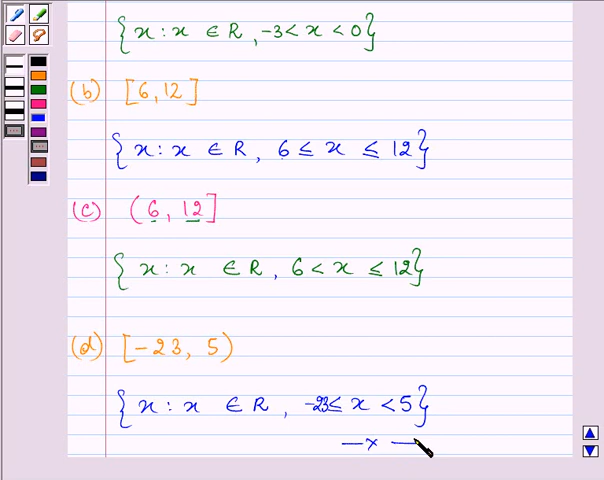 {x : x ∈ R, -3 < x < 0}
(b) [6, 12]
{x : x ∈ R, 6 ≤ x ≤ 12}
(c) (6, 12]
{x : x ∈ R, 6 < x ≤ 12}
(d) [-23, 5)
{x : x ∈ R, -23 ≤ x < 5}
—x—